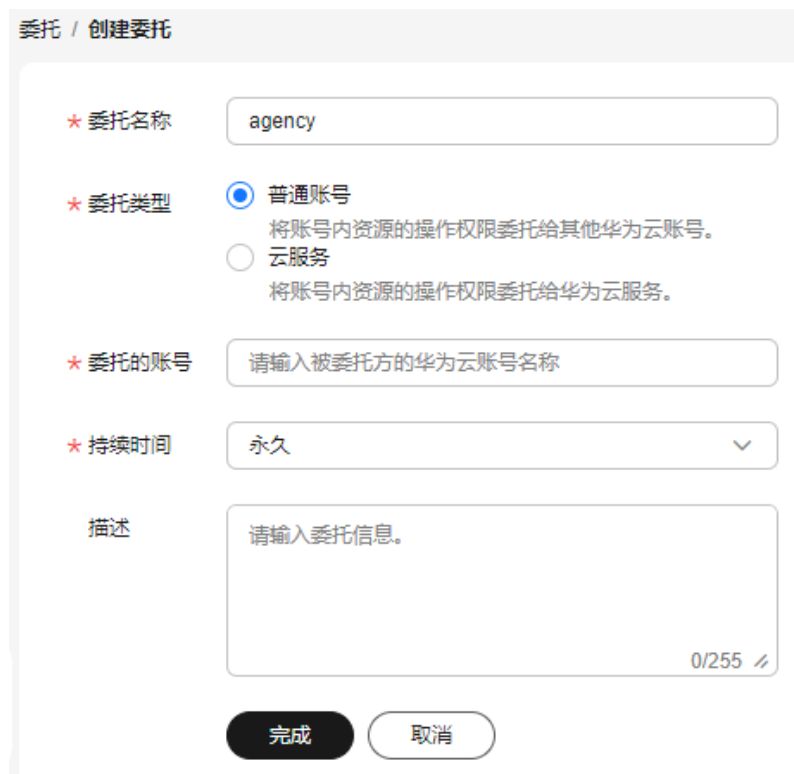 委托 / 创建委托
* 委托名称
agency
* 委托类型
普通账号
将账号内资源的操作权限委托给其他华为云账号。
云服务
将账号内资源的操作权限委托给华为云服务。
* 委托的账号
请输入被委托方的华为云账号名称
* 持续时间
永久
描述
请输入委托信息。
0/255
完成
取消